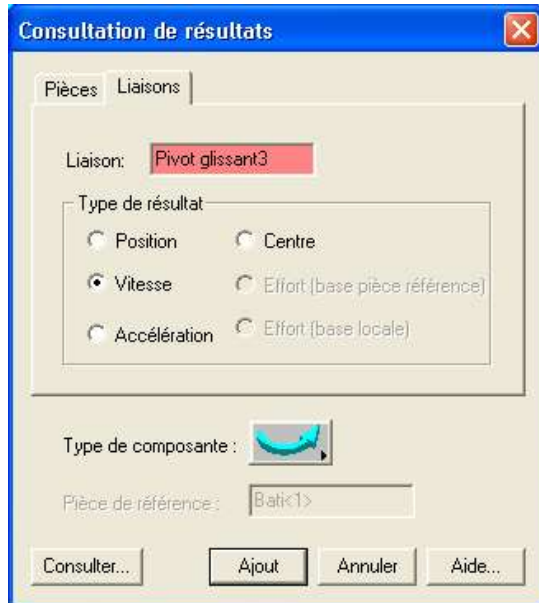 Consultation de résultats
Pièces Liaisons
Liaison: Pivot glissant3
Type de résultat
Position Centre
Vitesse Effort (base pièce référence)
Accélération Effort (base locale)
Type de composante :
Pièce de référence : Bati<1>
Consulter... Ajout Annuler Aide...